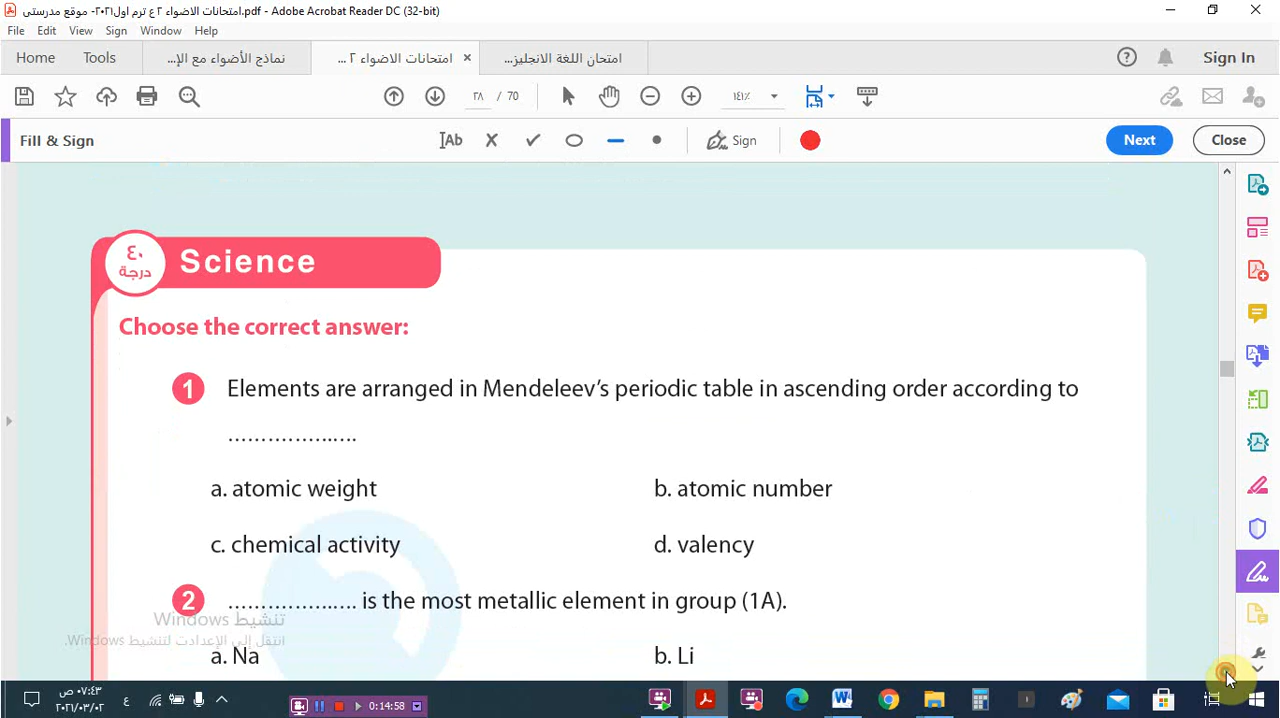 امتحانات الاضواء ٢ ع ترم اول٢٠٢١- موقع مدرستى.pdf - Adobe Acrobat Reader DC (32-bit)
File Edit View Sign Window Help
Home Tools نماذج الأضواء مع الإ... امتحانات الاضواء ٢ ... × امتحان اللغة الانجليز... Sign In
٢٨ / 70 ١٤١٪
Fill & Sign Ab Sign Next Close
٤٠
درجة
Science
Choose the correct answer:
1 Elements are arranged in Mendeleev’s periodic table in ascending order according to
....................
a. atomic weight b. atomic number
c. chemical activity d. valency
2 .................... is the most metallic element in group (1A).
تنشيط Windows
انتقل إلى الإعدادات لتنشيط Windows.
a. Na b. Li
٠٧:٤٣ ص
٢٠٢١/٠٣/٠٢
ع
0:14:58